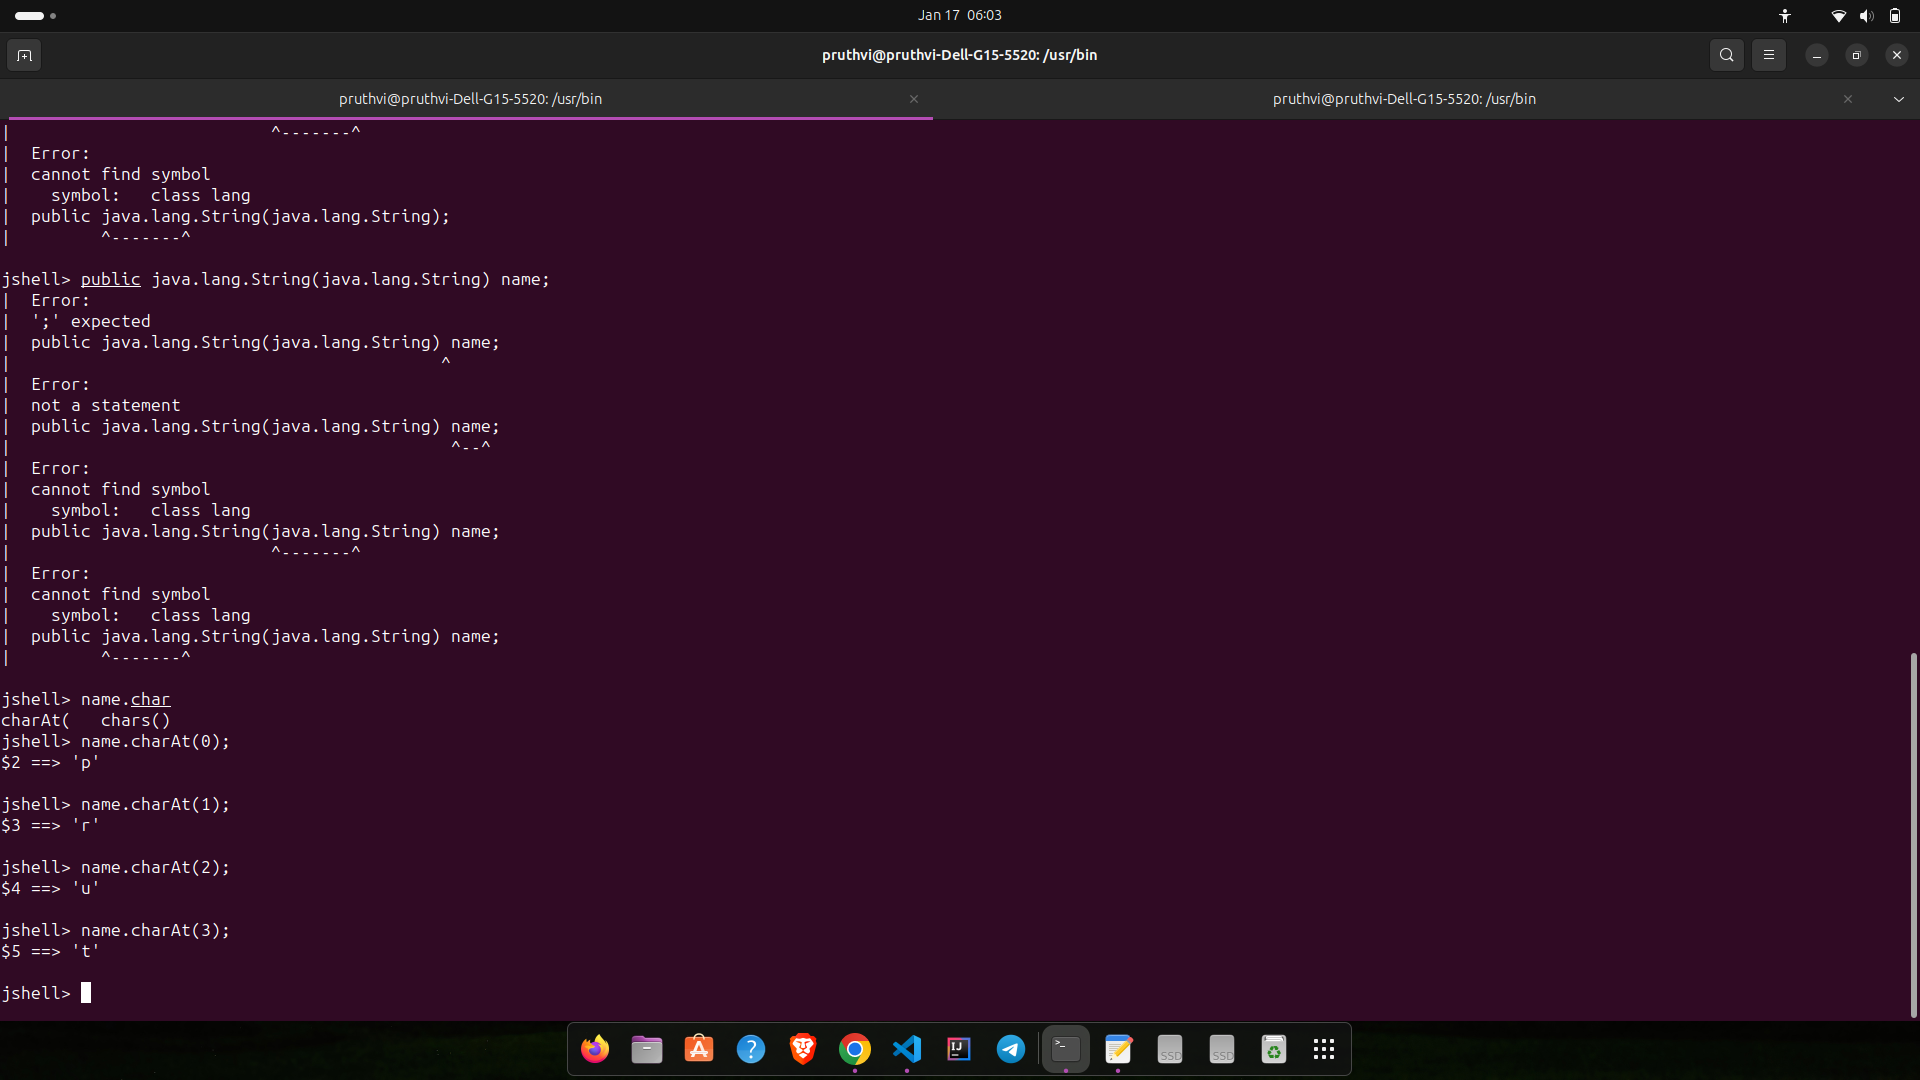 Jan 17 06:03
pruthvi@pruthvi-Dell-G15-5520: /usr/bin
pruthvi@pruthvi-Dell-G15-5520: /usr/bin
pruthvi@pruthvi-Dell-G15-5520: /usr/bin
|                          ^-------^
|  Error:
|  cannot find symbol
|    symbol:   class lang
|  public java.lang.String(java.lang.String);
|         ^-------^
jshell> public java.lang.String(java.lang.String) name;
|  Error:
|  ';' expected
|  public java.lang.String(java.lang.String) name;
|                                           ^
|  Error:
|  not a statement
|  public java.lang.String(java.lang.String) name;
|                                            ^--^
|  Error:
|  cannot find symbol
|    symbol:   class lang
|  public java.lang.String(java.lang.String) name;
|                          ^-------^
|  Error:
|  cannot find symbol
|    symbol:   class lang
|  public java.lang.String(java.lang.String) name;
|         ^-------^
jshell> name.char
charAt(   chars()
jshell> name.charAt(0);
$2 ==> 'p'
jshell> name.charAt(1);
$3 ==> 'r'
jshell> name.charAt(2);
$4 ==> 'u'
jshell> name.charAt(3);
$5 ==> 't'
jshell>
IJ
>_
SSD
SSD